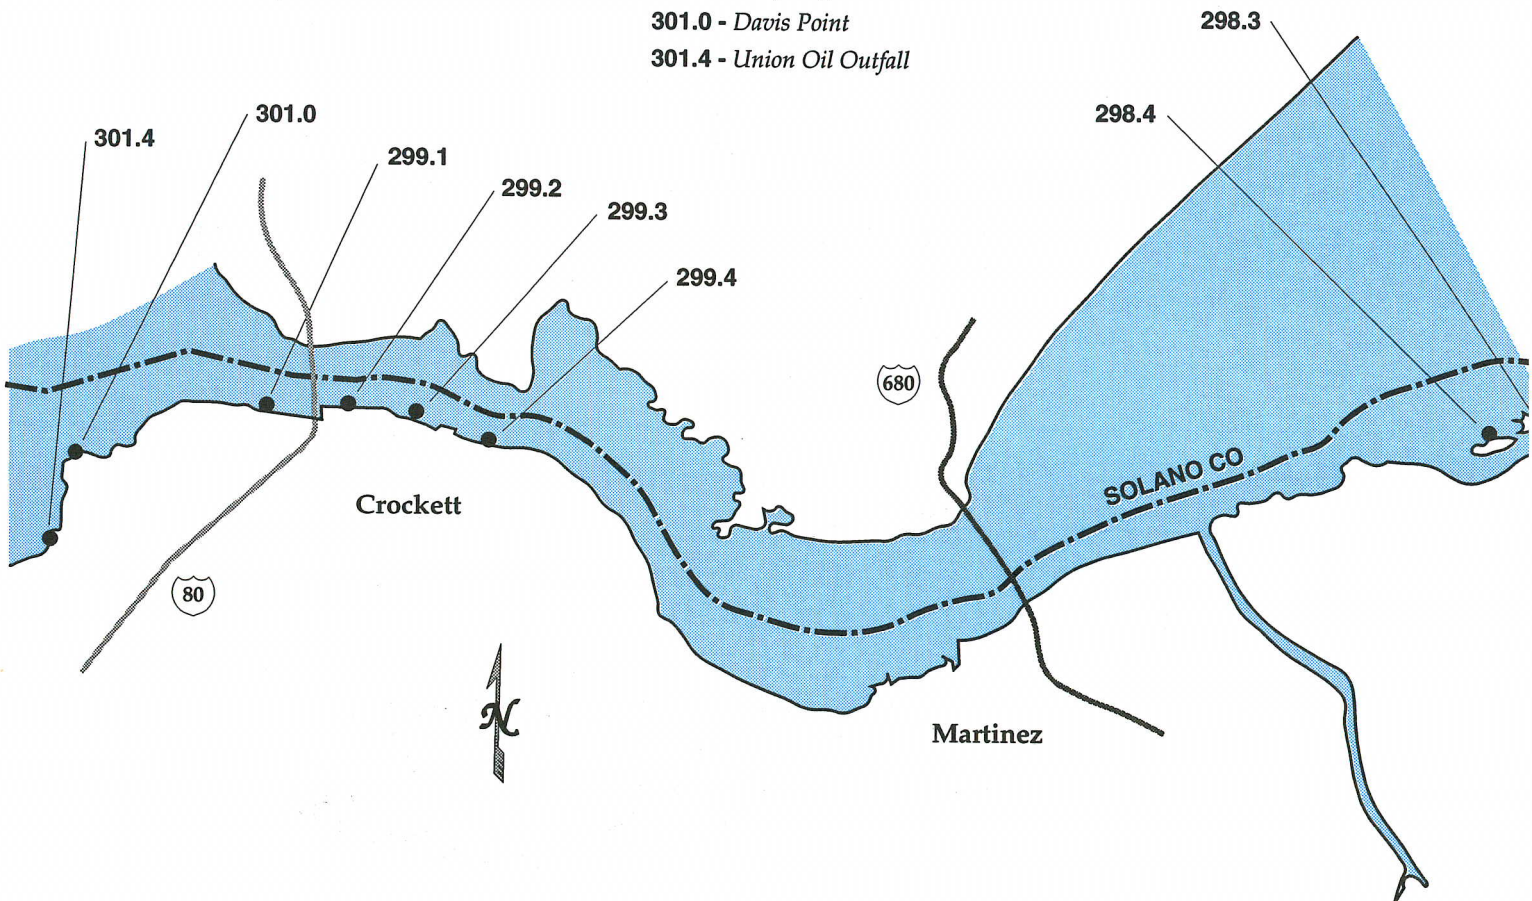 301.0 - Davis Point
301.4 - Union Oil Outfall
298.3
298.4
301.0
301.4
299.1
299.2
299.3
299.4
680
SOLANO CO
Crockett
80
N
Martinez